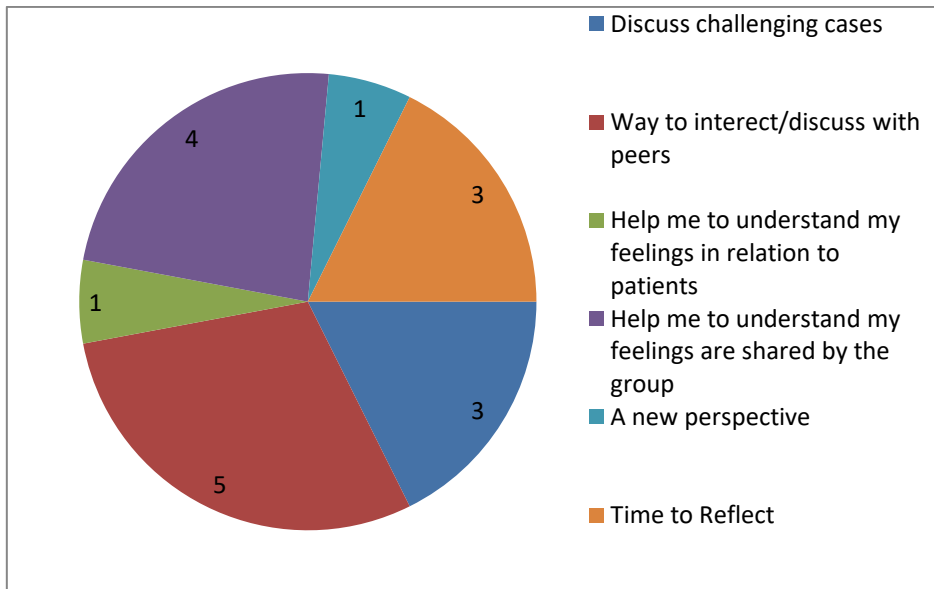 Discuss challenging cases
Way to interect/discuss with
peers
Help me to understand my
feelings in relation to
patients
Help me to understand my
feelings are shared by the
group
A new perspective
Time to Reflect
4
1
3
1
3
5